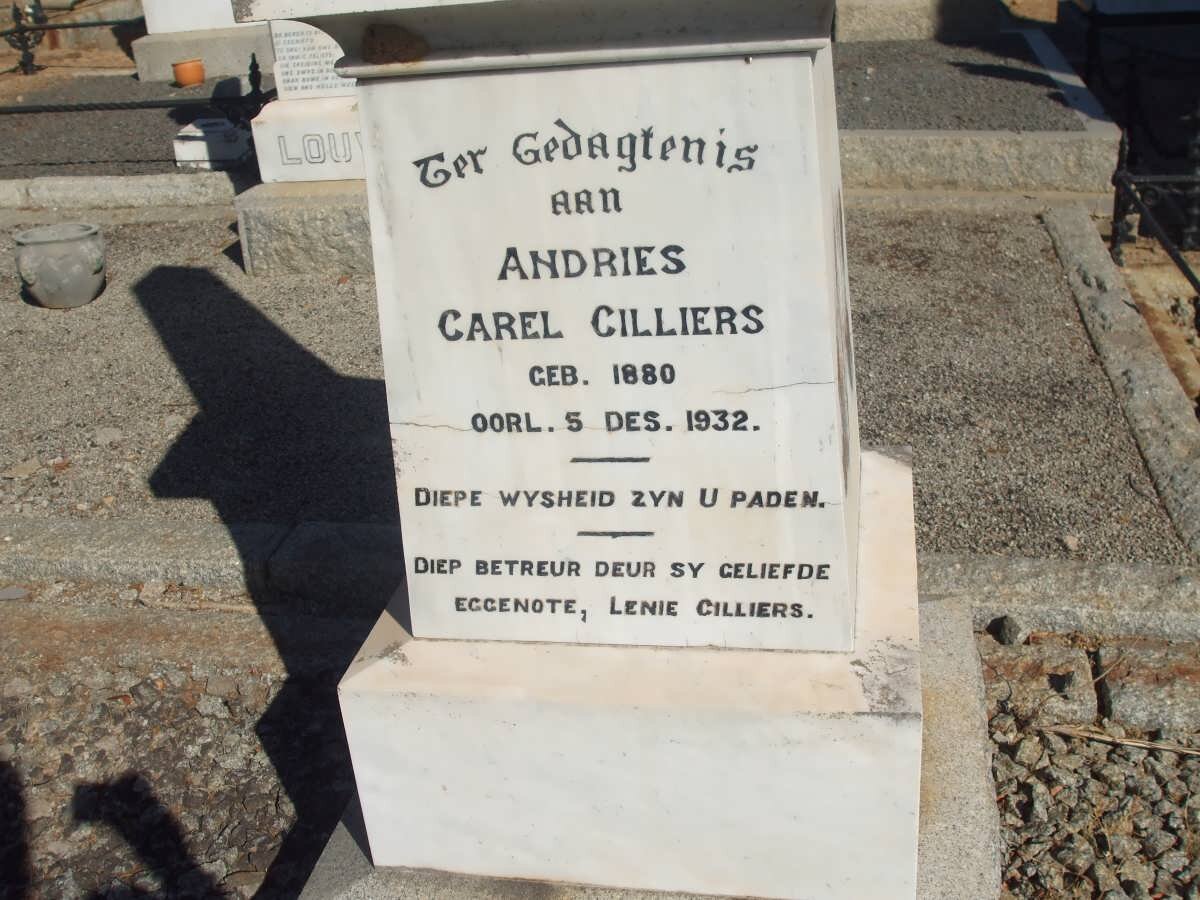 Ter Gedagtenis
aan
ANDRIES
CAREL CILLIERS
GEB. 1880
OORL. 5 DES. 1932.
DIEPE WYSHEID ZYN U PADEN.
DIEP BETREUR DEUR SY GELIEFDE
EGGENOTE, LENIE CILLIERS.
LOUV